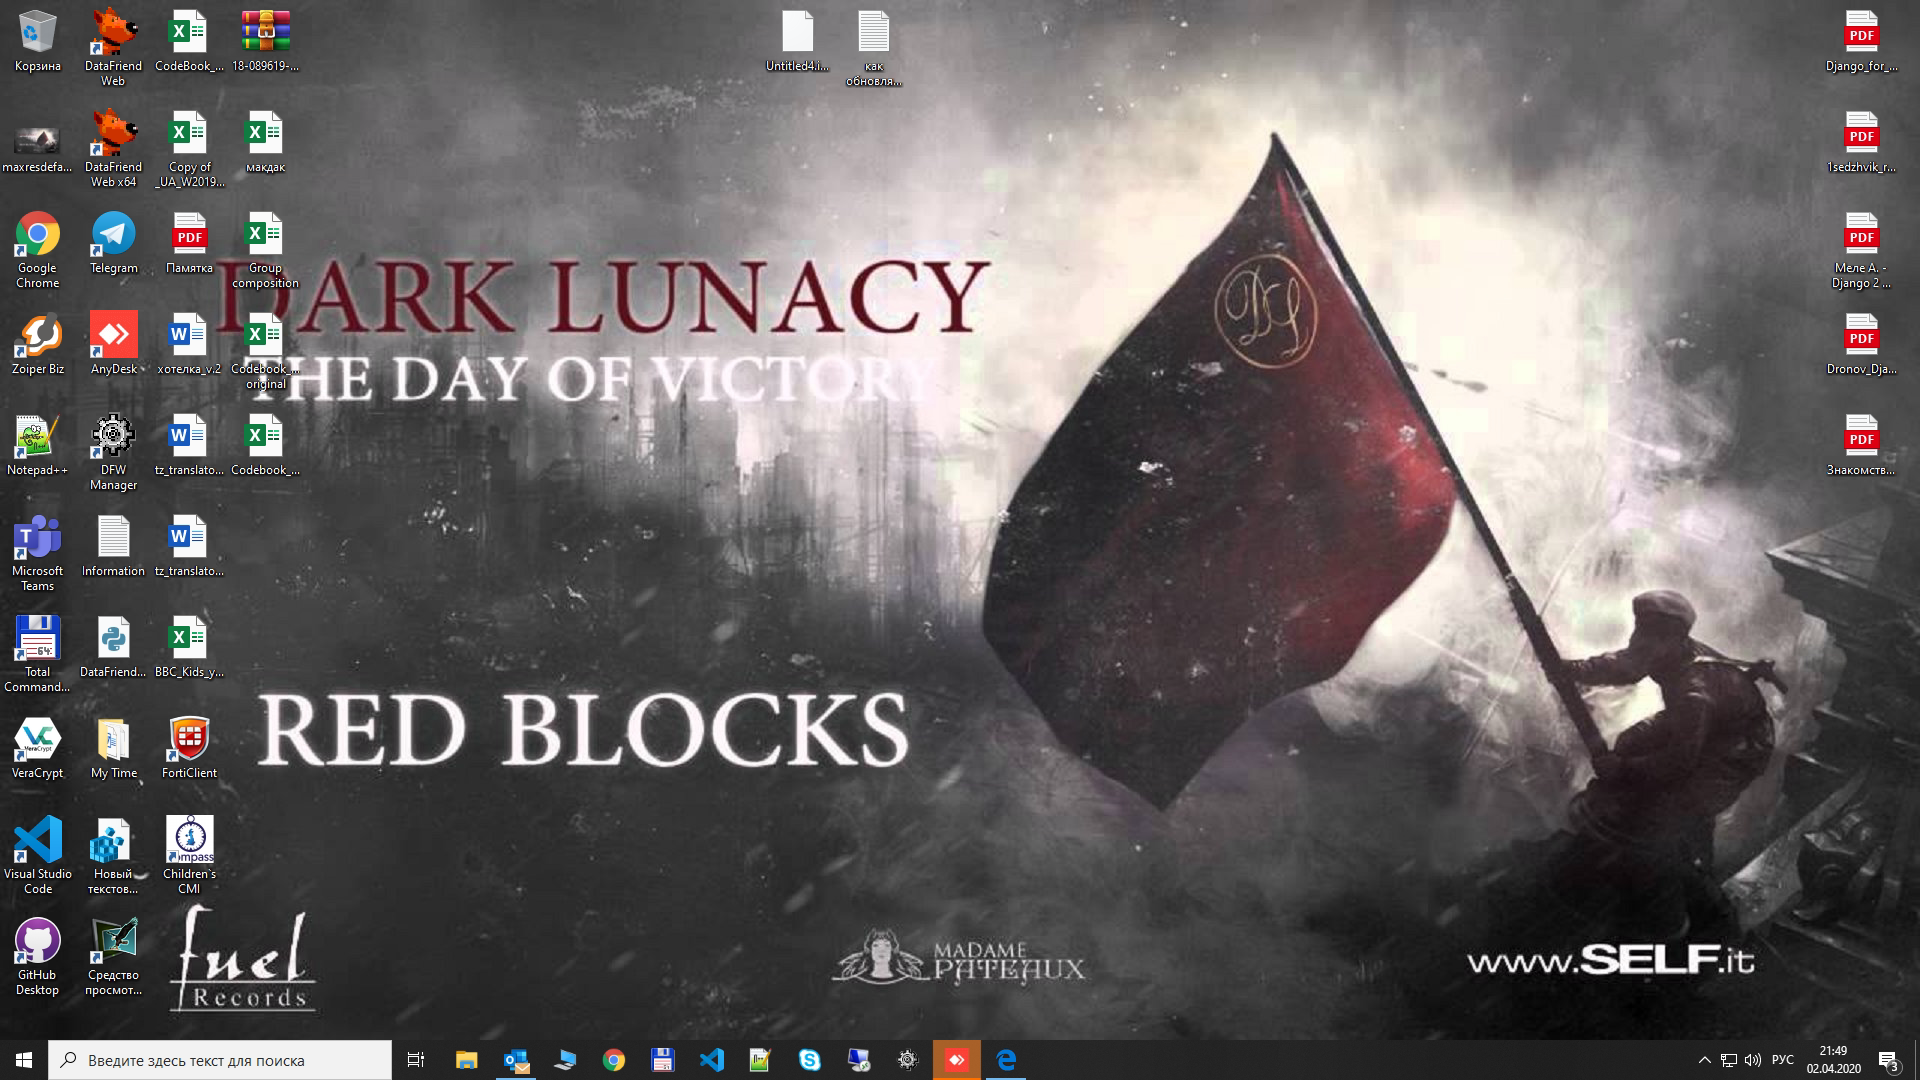 Корзина
DataFriend Web
CodeBook_...
18-089619-...
Untitled4.i...
как обновля...
Django_for_...
maxresdefa...
DataFriend Web x64
Copy of _UA_W2019...
макдак
1sedzhvik_r...
Google Chrome
Telegram
Памятка
Group composition
Меле А. - Django 2 ...
Zoiper Biz
AnyDesk
хотелка_v.2
Codebook_... original
Dronov_Dja...
Notepad++
DFW Manager
tz_translato...
Codebook_...
Знакомств...
Microsoft Teams
Information
tz_translato...
Total Command...
DataFriend...
BBC_Kids_y...
VeraCrypt
My Time
FortiClient
Visual Studio Code
Новый текстов...
Children`s CMI
GitHub Desktop
Средство просмот...
DARK LUNACY
THE DAY OF VICTORY
RED BLOCKS
DL
fuel
Records
MADAME
PATEAUX
www.SELF.it
Введите здесь текст для поиска
РУС
21:49
02.04.2020
3